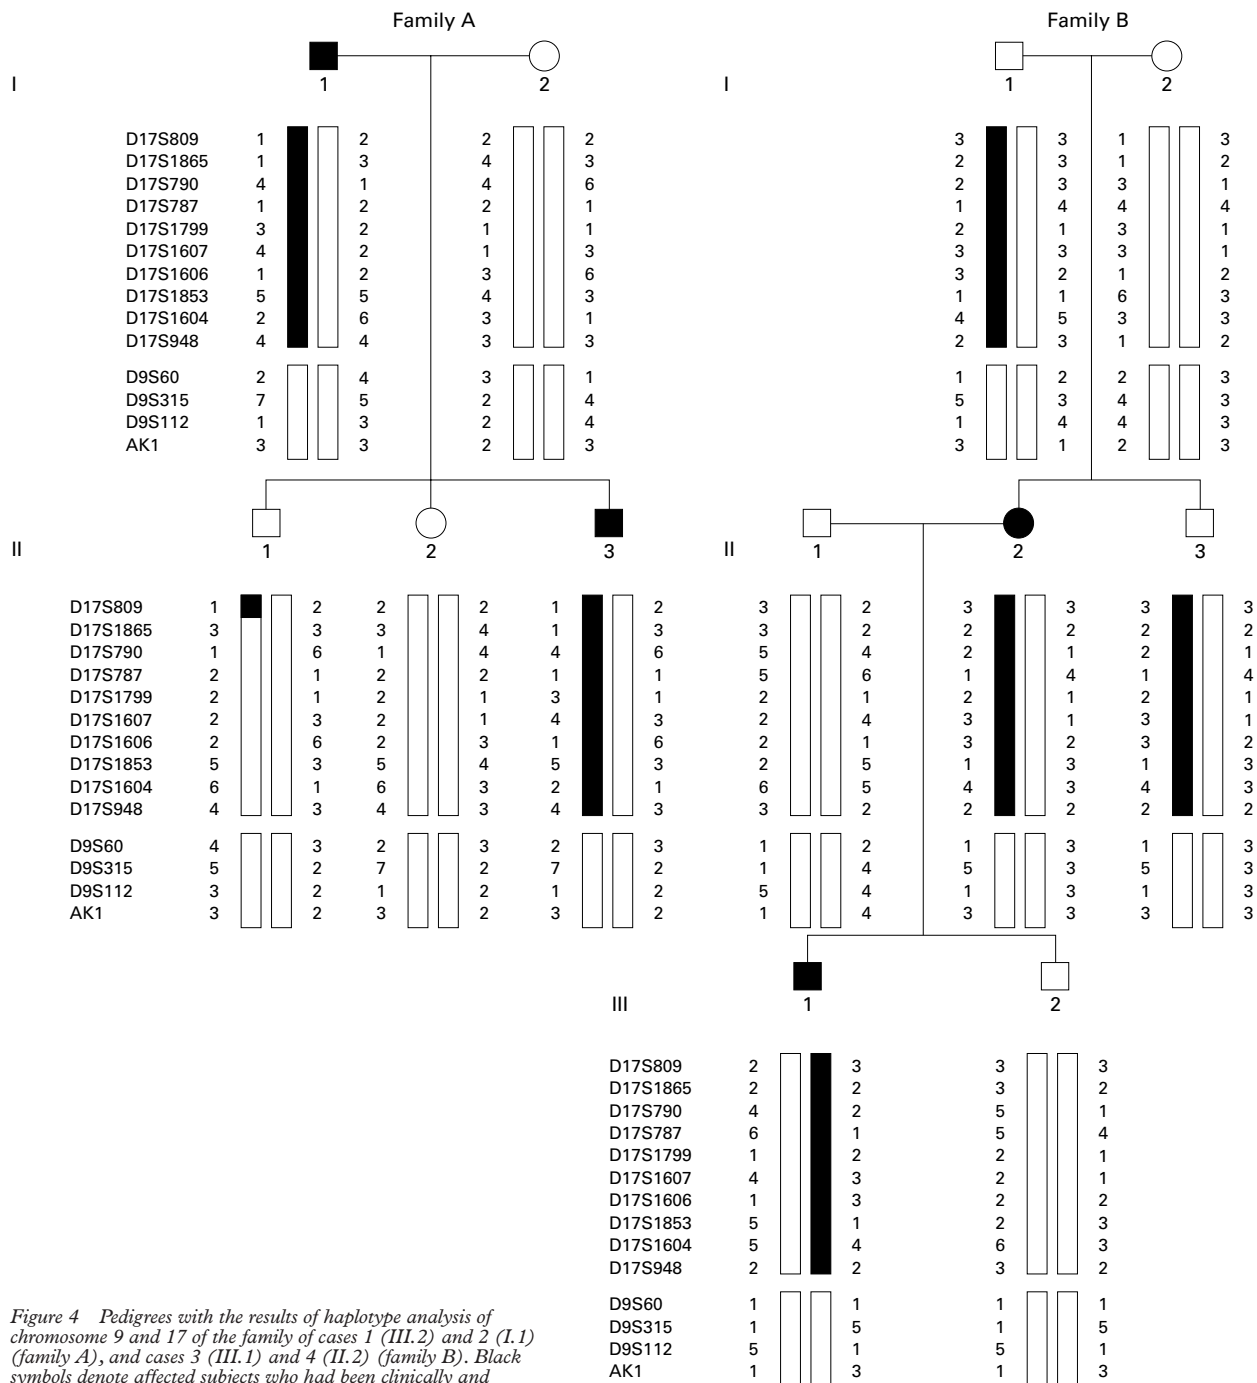 Family A Family B
I 1 2 I 1 2
D17S809 1 2 2 2 3 3 1 3
D17S1865 1 3 4 3 2 3 1 2
D17S790 4 1 4 6 2 3 3 1
D17S787 1 2 2 1 1 4 4 4
D17S1799 3 2 1 1 2 1 3 1
D17S1607 4 2 1 3 3 3 3 1
D17S1606 1 2 3 6 3 2 1 2
D17S1853 5 5 4 3 1 1 6 3
D17S1604 2 6 3 1 4 5 3 3
D17S948 4 4 3 3 2 3 1 2
D9S60 2 4 3 1 1 2 2 3
D9S315 7 5 2 4 5 3 4 3
D9S112 1 3 2 4 1 4 4 3
AK1 3 3 2 3 3 1 2 3
II 1 2 3 II 1 2 3
D17S809 1 2 2 2 1 2 3 2 3 3 3 3
D17S1865 3 3 3 4 1 3 3 2 2 2 2 2
D17S790 1 6 1 4 4 6 5 4 2 1 2 1
D17S787 2 1 2 2 1 1 5 6 1 4 1 4
D17S1799 2 1 2 1 3 1 2 1 2 1 2 1
D17S1607 2 3 2 1 4 3 2 4 3 1 3 1
D17S1606 2 6 2 3 1 6 2 1 3 2 3 2
D17S1853 5 3 5 4 5 3 2 5 1 3 1 3
D17S1604 6 1 6 3 2 1 6 5 4 3 4 3
D17S948 4 3 4 3 4 3 3 2 2 2 2 2
D9S60 4 3 2 3 2 3 1 2 1 3 1 3
D9S315 5 2 7 2 7 2 1 4 5 3 5 3
D9S112 3 2 1 2 1 2 5 4 1 3 1 3
AK1 3 2 3 2 3 2 1 4 3 3 3 3
III 1 2
D17S809 2 3 3 3
D17S1865 2 2 3 2
D17S790 4 2 5 1
D17S787 6 1 5 4
D17S1799 1 2 2 1
D17S1607 4 3 2 1
D17S1606 1 3 2 2
D17S1853 5 1 2 3
D17S1604 5 4 6 3
D17S948 2 2 3 2
D9S60 1 1 1 1
D9S315 1 5 1 5
D9S112 5 1 5 1
AK1 1 3 1 3
Figure 4 Pedigrees with the results of haplotype analysis of
chromosome 9 and 17 of the family of cases 1 (III.2) and 2 (I.1)
(family A), and cases 3 (III.1) and 4 (II.2) (family B). Black
symbols denote affected subjects who had been clinically and